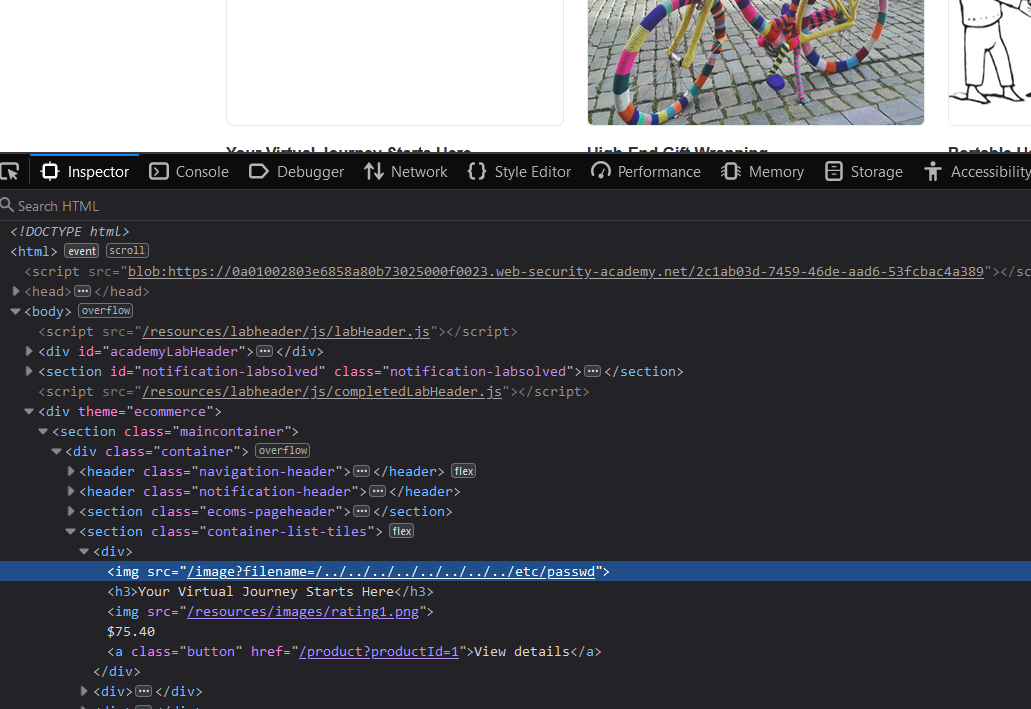 Your Virtual Journey Starts Here
High-End Gift Wrapping
Inspector Console Debugger Network {} Style Editor Performance Memory Storage Accessibility
Search HTML
<!DOCTYPE html>
<html> event scroll
<script src="blob:https://0a01002803e6858a80b73025000f0023.web-security-academy.net/2c1ab03d-7459-46de-aad6-53fcbac4a389"></sc
<head> ••• </head>
<body> overflow
<script src="/resources/labheader/js/labHeader.js"></script>
<div id="academyLabHeader"> ••• </div>
<section id="notification-labsolved" class="notification-labsolved"> ••• </section>
<script src="/resources/labheader/js/completedLabHeader.js"></script>
<div theme="ecommerce">
<section class="maincontainer">
<div class="container"> overflow
<header class="navigation-header"> ••• </header> flex
<header class="notification-header"> ••• </header>
<section class="ecoms-pageheader"> ••• </section>
<section class="container-list-tiles"> flex
<div>
<img src="/image?filename=/../../../../../../../../etc/passwd">
<h3>Your Virtual Journey Starts Here</h3>
<img src="/resources/images/rating1.png">
$75.40
<a class="button" href="/product?productId=1">View details</a>
</div>
<div> ••• </div>